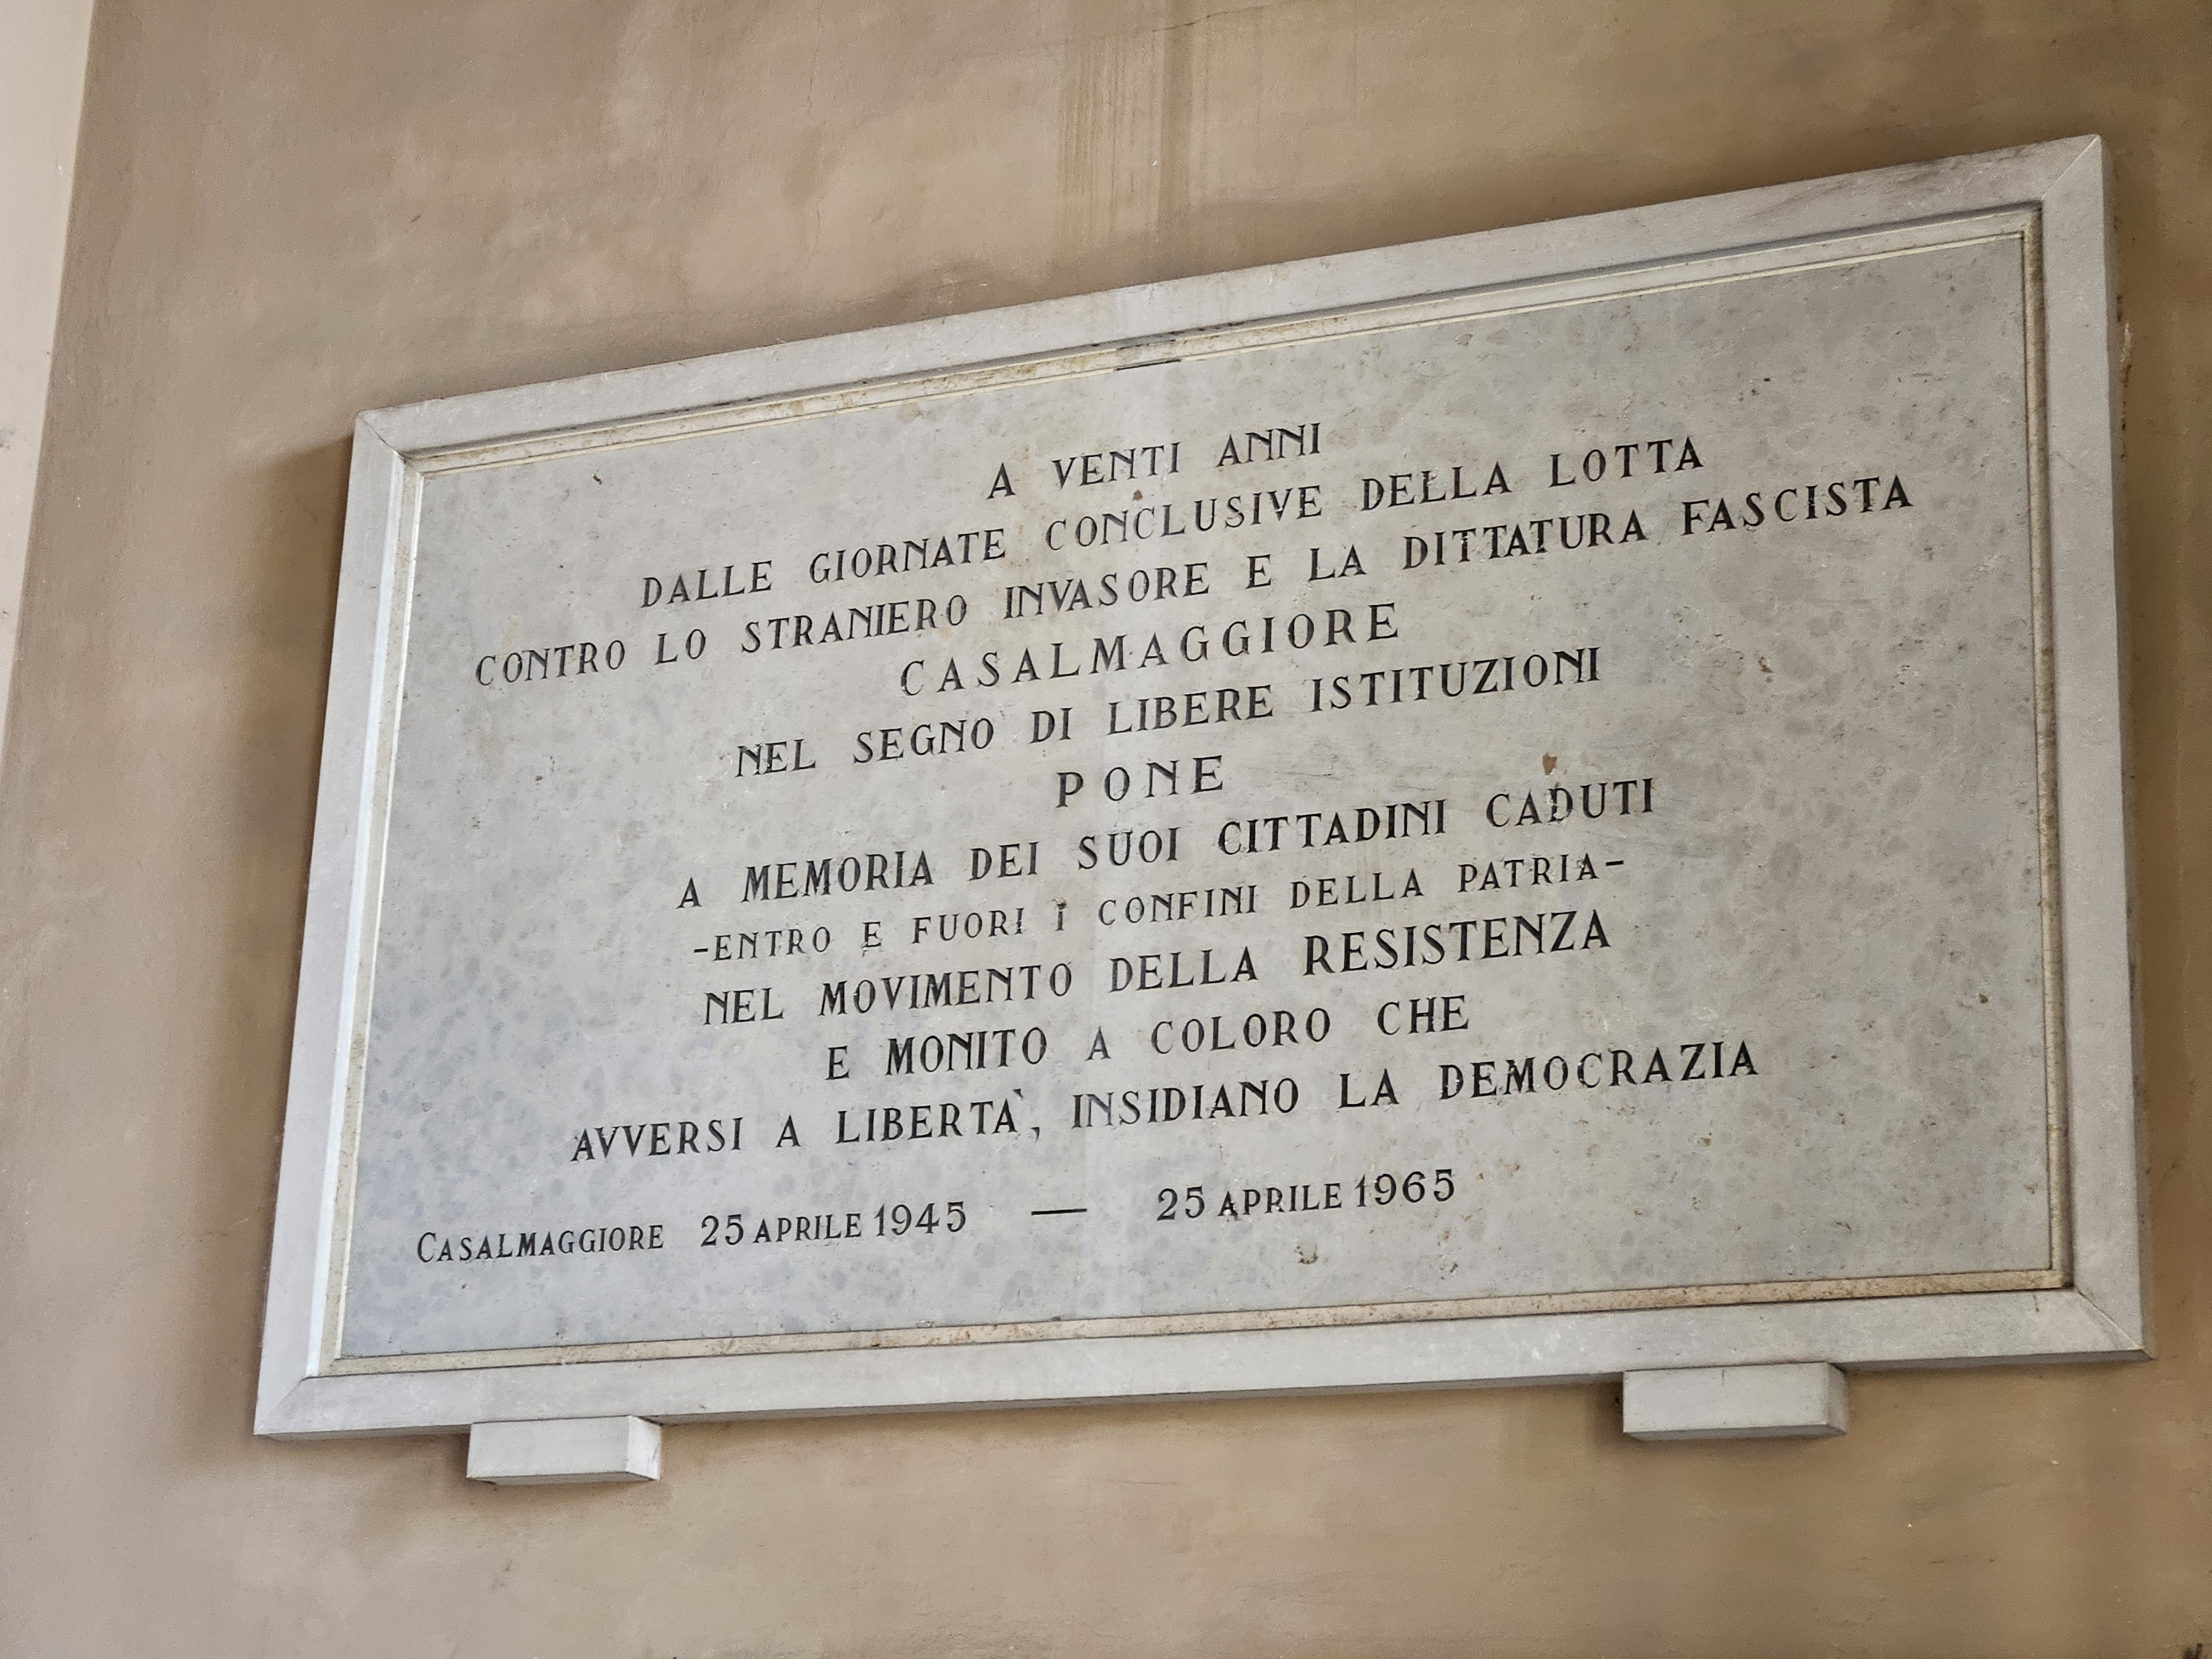 A VENTI ANNI
DALLE GIORNATE CONCLUSIVE DELLA LOTTA
CONTRO LO STRANIERO INVASORE E LA DITTATURA FASCISTA
CASALMAGGIORE
NEL SEGNO DI LIBERE ISTITUZIONI
PONE
A MEMORIA DEI SUOI CITTADINI CADUTI
-ENTRO E FUORI I CONFINI DELLA PATRIA-
NEL MOVIMENTO DELLA RESISTENZA
E MONITO A COLORO CHE
AVVERSI A LIBERTA', INSIDIANO LA DEMOCRAZIA
CASALMAGGIORE 25 APRILE 1945 — 25 APRILE 1965